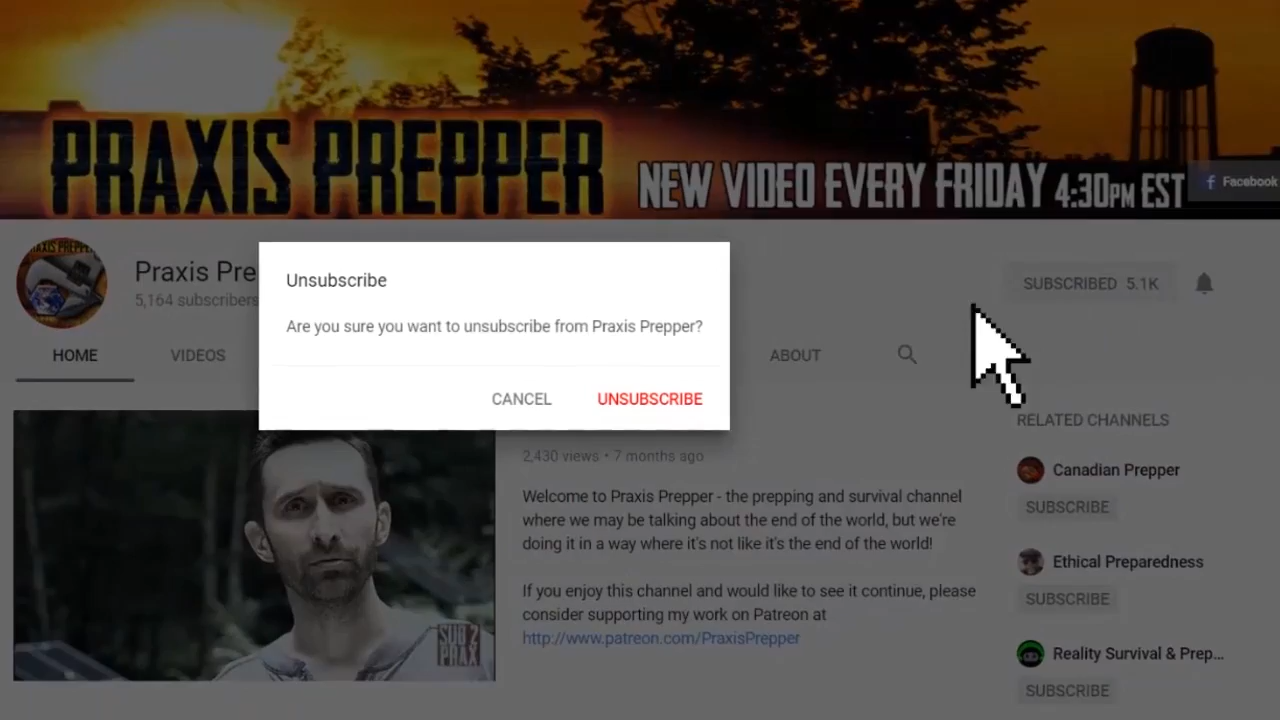 PRAXIS PREPPER
NEW VIDEO EVERY FRIDAY 4:30PM EST
Facebook
PRAXIS PREPPER
Praxis Pre
5,164 subscribers
Unsubscribe
Are you sure you want to unsubscribe from Praxis Prepper?
CANCEL UNSUBSCRIBE
SUBSCRIBED 5.1K
HOME VIDEOS ABOUT
2,430 views • 7 months ago
Welcome to Praxis Prepper - the prepping and survival channel
where we may be talking about the end of the world, but we're
doing it in a way where it's not like it's the end of the world!
If you enjoy this channel and would like to see it continue, please
consider supporting my work on Patreon at
http://www.patreon.com/PraxisPrepper
SUB 2
PRAX
RELATED CHANNELS
Canadian Prepper
SUBSCRIBE
Ethical Preparedness
SUBSCRIBE
Reality Survival & Prep...
SUBSCRIBE